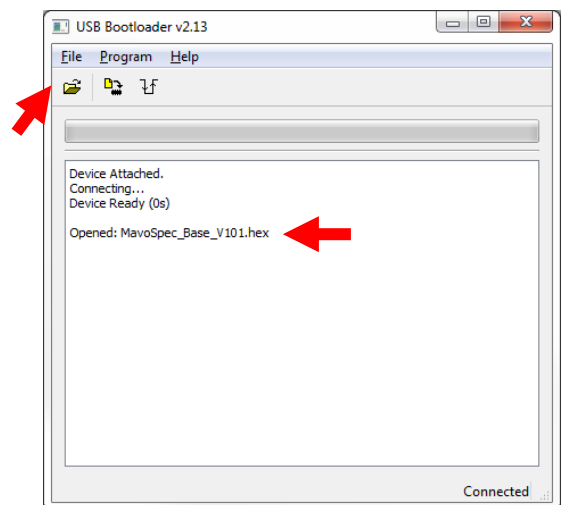 USB Bootloader v2.13
File Program Help
Device Attached.
Connecting...
Device Ready (0s)
Opened: MavoSpec_Base_V101.hex
Connected